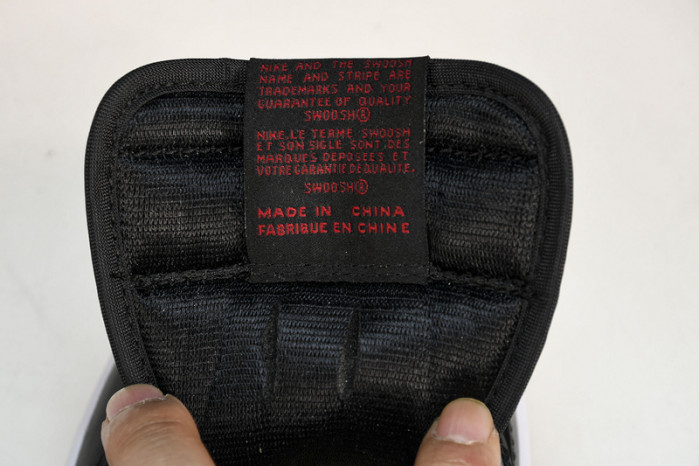 NIKE AND THE SWOOSH
NAME AND STRIPE ARE
TRADEMARKS AND YOUR
GUARANTEE OF QUALITY.
SWOOSH®
NIKE. LE TERME SWOOSH
ET SON SIGLE SONT DES
MARQUES DEPOSEES ET
VOTRE GARANTIE DE QUALITE.
SWOOSH®
MADE IN CHINA
FABRIQUE EN CHINE